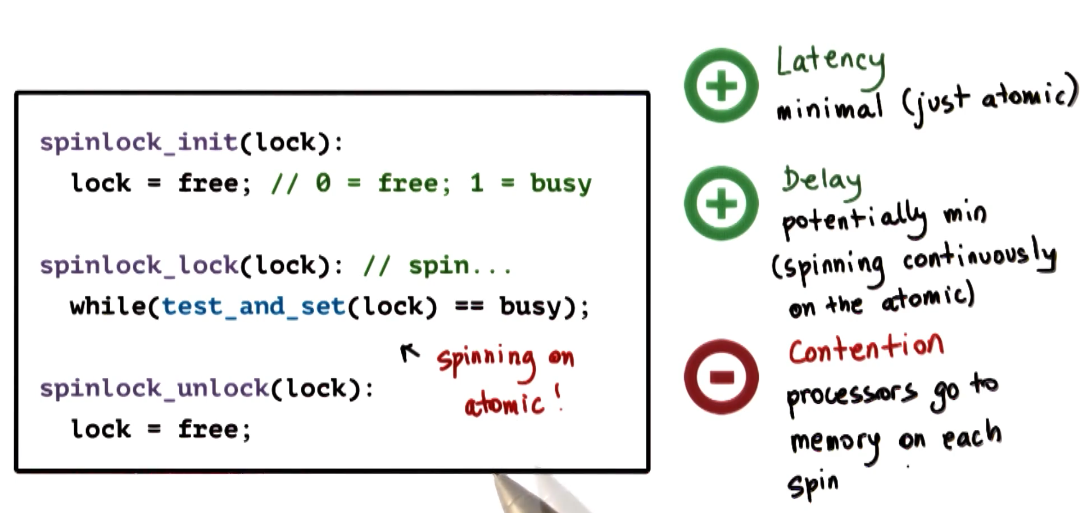 spinlock_init(lock):
lock = free; // 0 = free; 1 = busy
spinlock_lock(lock): // spin...
while(test_and_set(lock) == busy);
spinning on
atomic!
spinlock_unlock(lock):
lock = free;
Latency
minimal (just atomic)
Delay
potentially min
(spinning continuously
on the atomic)
Contention
processors go to
memory on each
spin